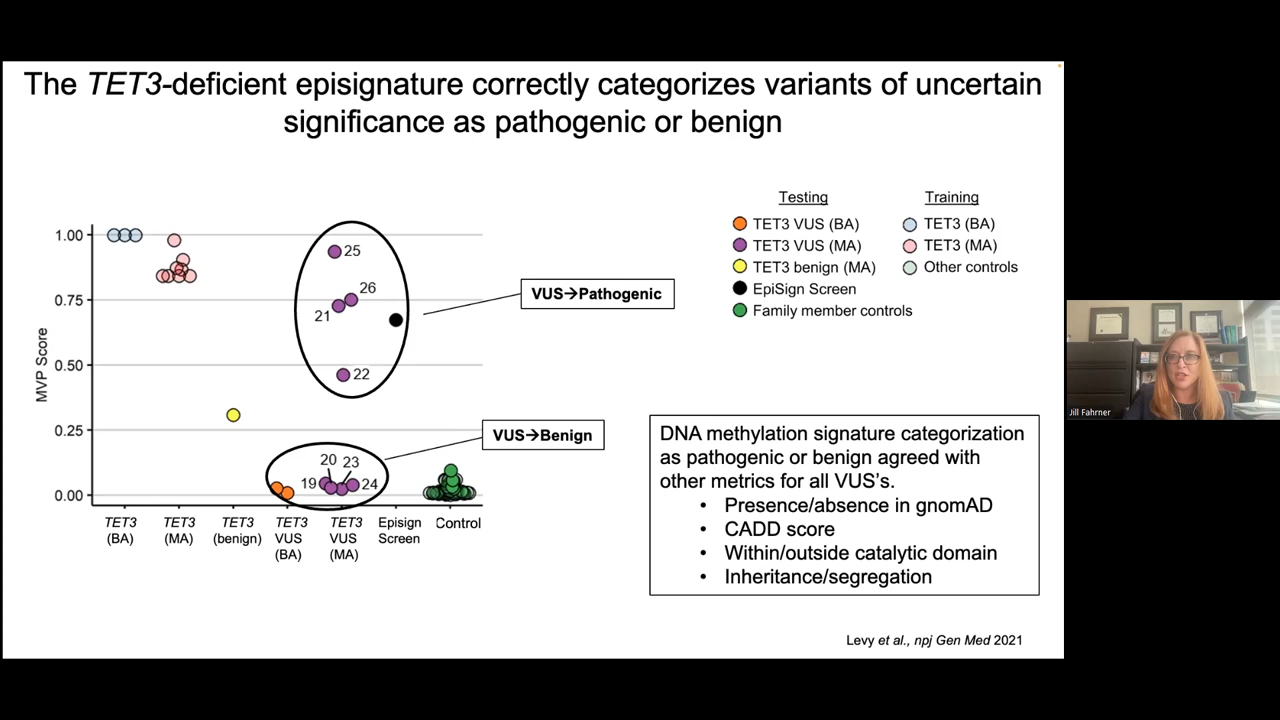 The TET3-deficient episignature correctly categorizes variants of uncertain
significance as pathogenic or benign
MVP Score
1.00
0.75
0.50
0.25
0.00
25
26
21
22
20
23
19
24
TET3
(BA)
TET3
(MA)
TET3
(benign)
TET3
VUS
(BA)
TET3
VUS
(MA)
Episign
Screen
Control
VUS→Pathogenic
VUS→Benign
Testing
TET3 VUS (BA)
TET3 VUS (MA)
TET3 benign (MA)
EpiSign Screen
Family member controls
Training
TET3 (BA)
TET3 (MA)
Other controls
DNA methylation signature categorization
as pathogenic or benign agreed with
other metrics for all VUS's.
• Presence/absence in gnomAD
• CADD score
• Within/outside catalytic domain
• Inheritance/segregation
Levy et al., npj Gen Med 2021
Jill Fahrner